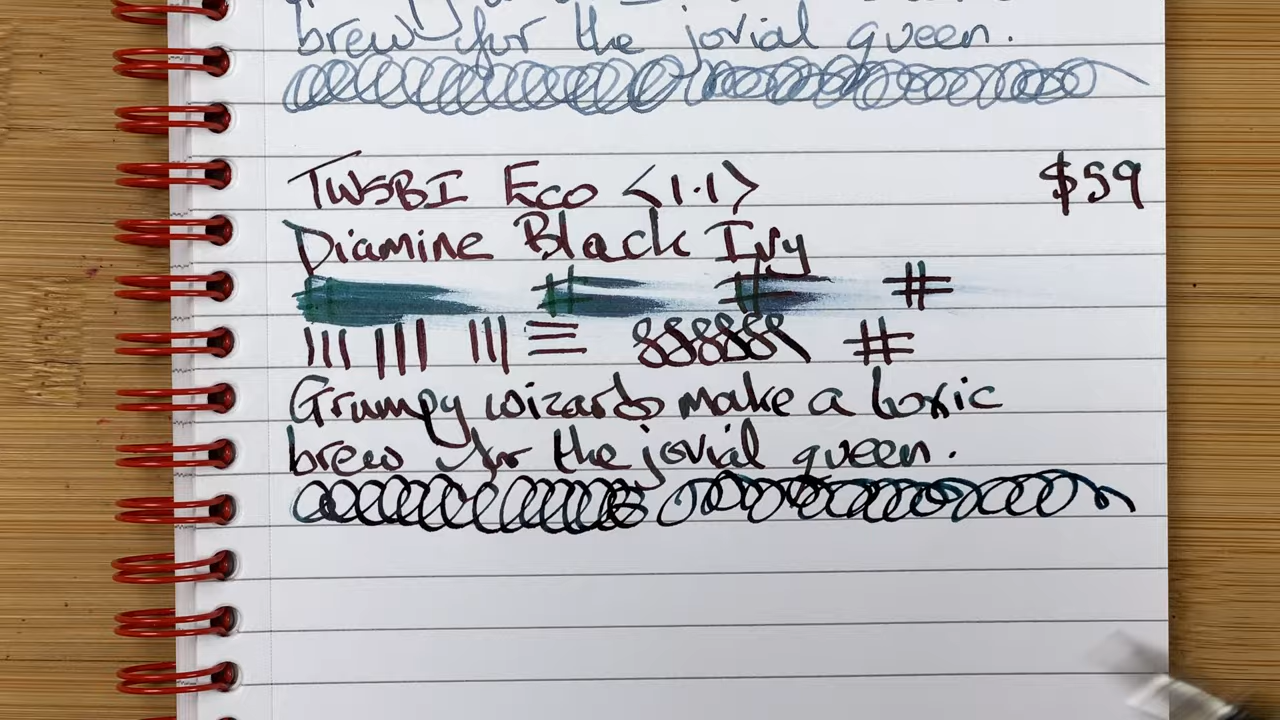 brew for the jovial queen.
TWSBI Eco <1.1> $59
Diamine Black Ivy
# # # #
||| ||| ||| ≡ 888888 #
Grumpy wizards make a toxic
brew for the jovial queen.